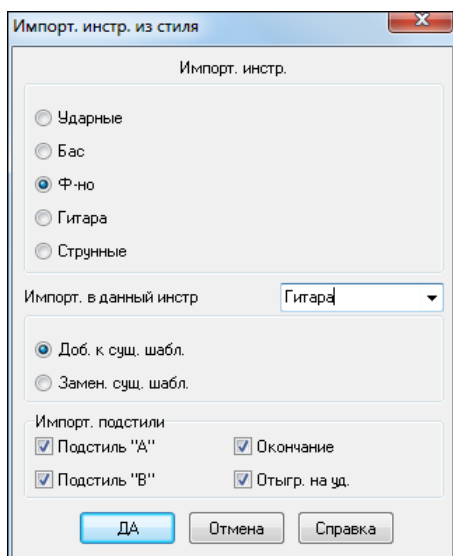 Импорт. инстр. из стиля
Импорт. инстр.
Ударные
Бас
Ф-но
Гитара
Струнные
Импорт. в данный инстр Гитара
Доб. к сущ. шабл.
Замен. сущ. шабл.
Импорт. подстили
Подстиль "А" Окончание
Подстиль "В" Отыгр. на уд.
ДА Отмена Справка